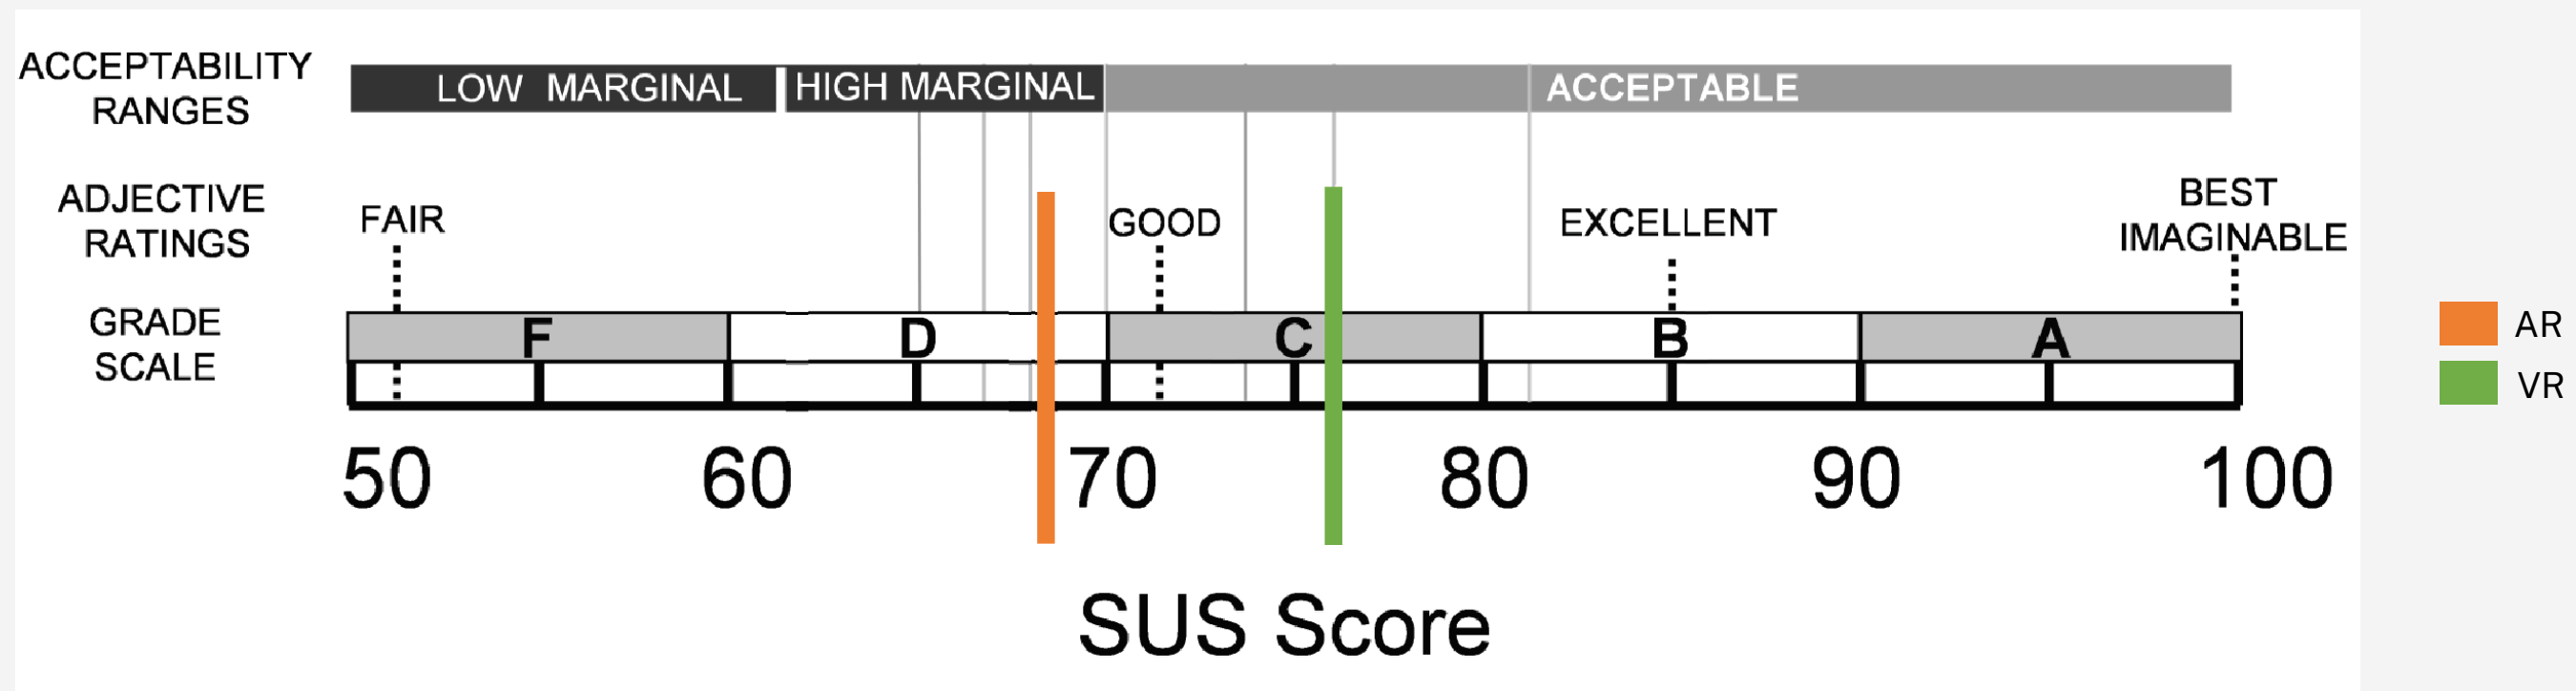 ACCEPTABILITY
RANGES
LOW MARGINAL
HIGH MARGINAL
ACCEPTABLE
ADJECTIVE
RATINGS
FAIR
GOOD
EXCELLENT
BEST
IMAGINABLE
GRADE
SCALE
F
D
C
B
A
50
60
70
80
90
100
SUS Score
AR
VR